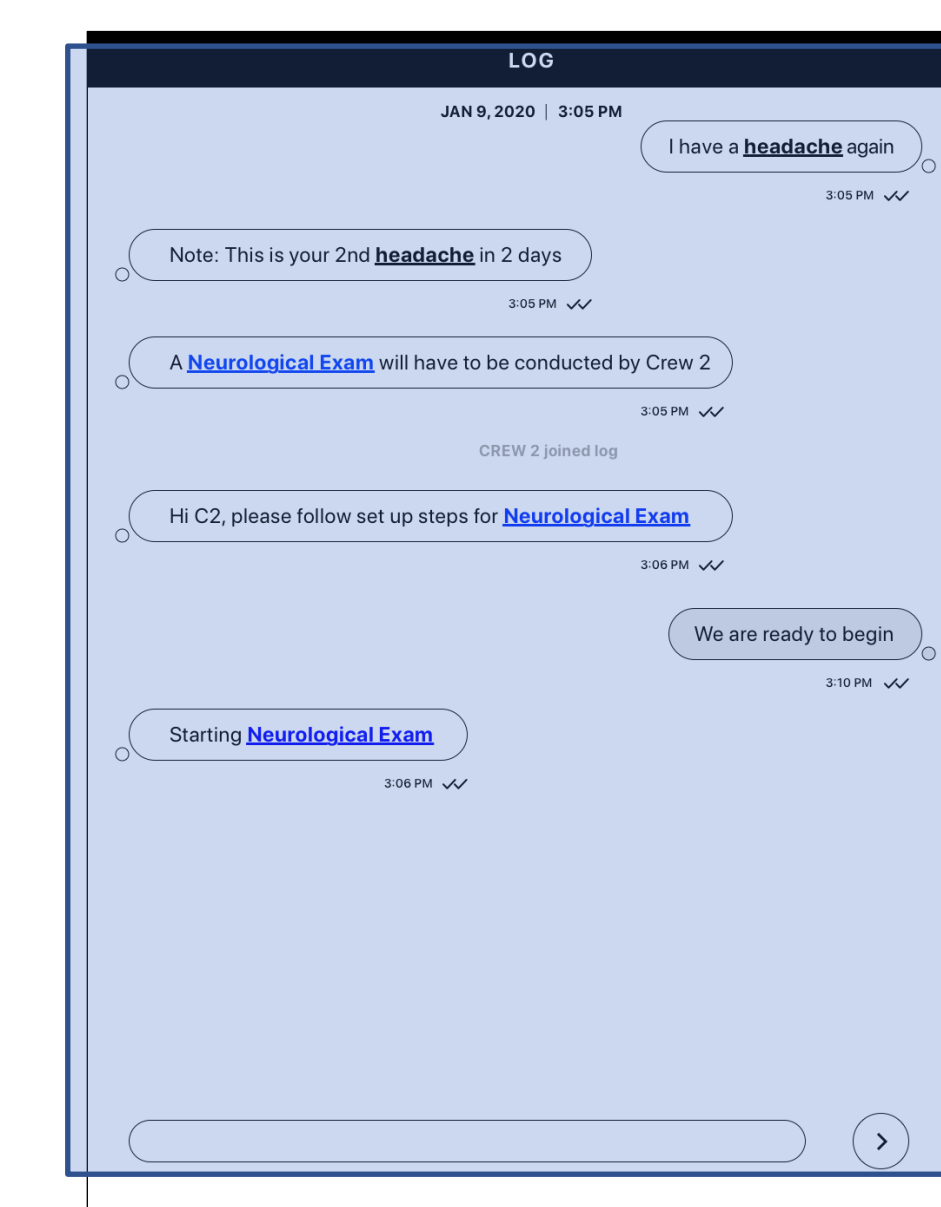 LOG
JAN 9, 2020 | 3:05 PM
I have a headache again
3:05 PM
Note: This is your 2nd headache in 2 days
3:05 PM
A Neurological Exam will have to be conducted by Crew 2
3:05 PM
CREW 2 joined log
Hi C2, please follow set up steps for Neurological Exam
3:06 PM
We are ready to begin
3:10 PM
Starting Neurological Exam
3:06 PM